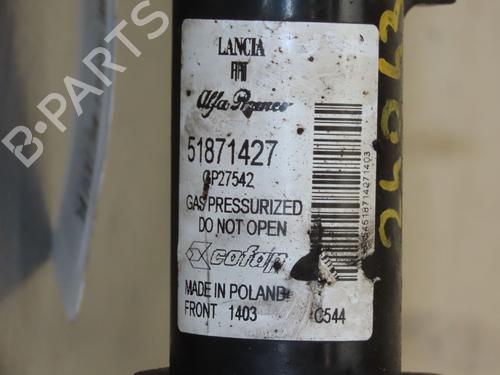 LANCIA
FIAT
Alfa Romeo
51871427
GP27542
GAS PRESSURIZED
DO NOT OPEN
cofap
MADE IN POLAND
FRONT 1403 C544
B-PARTS